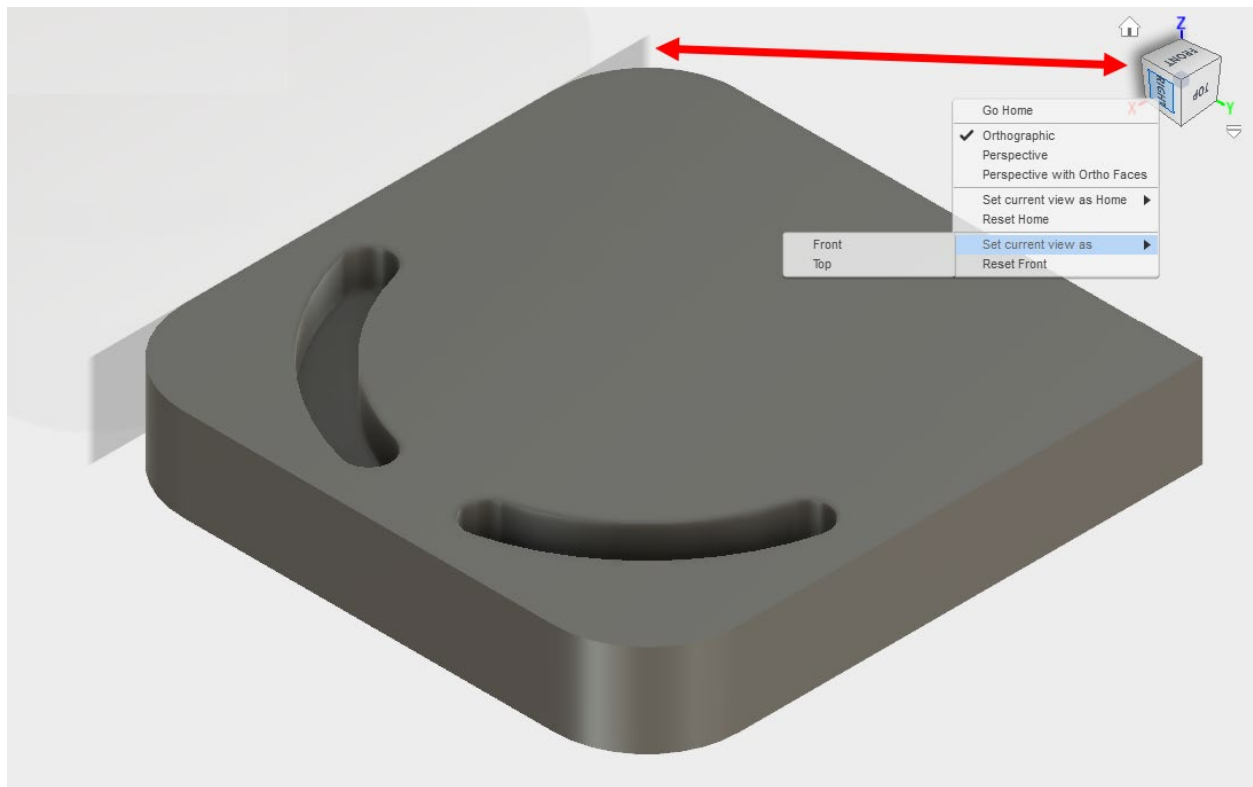 Z
FRONT
RIGHT
TOP
X
Y
Go Home
Orthographic
Perspective
Perspective with Ortho Faces
Set current view as Home
Reset Home
Set current view as
Reset Front
Front
Top